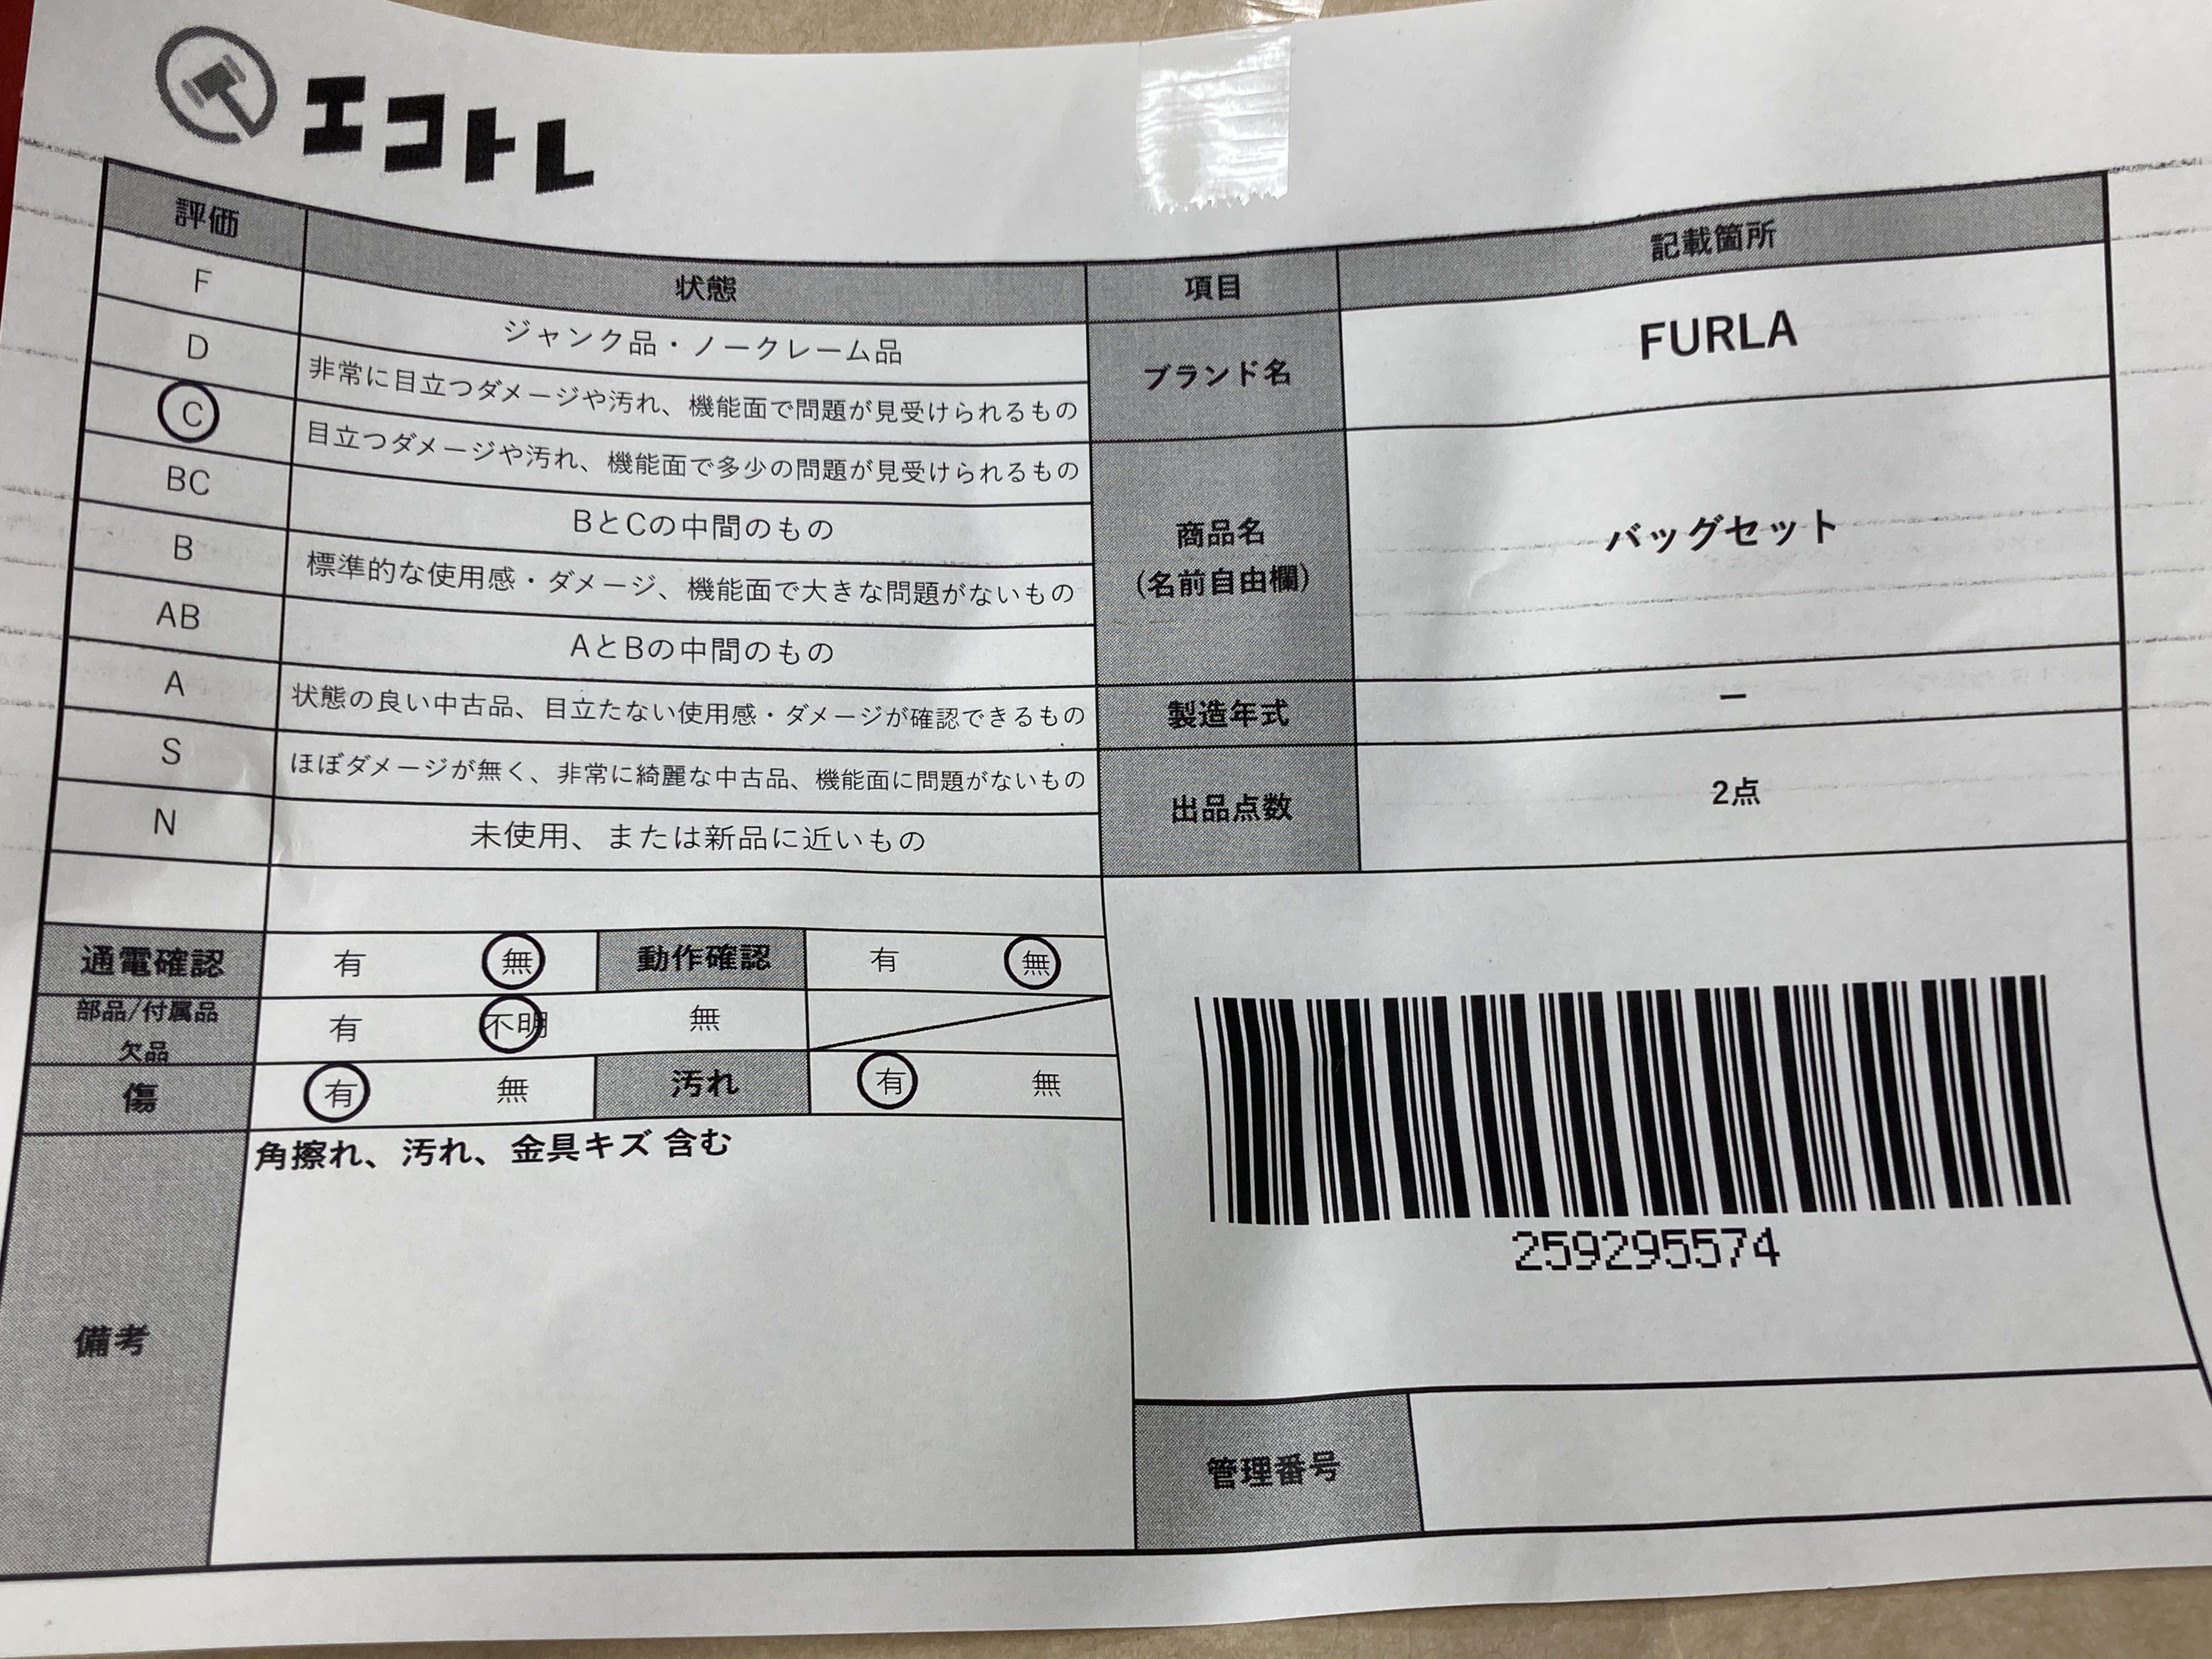 エコトレ
評価 状態
F ジャンク品・ノークレーム品
D 非常に目立つダメージや汚れ、機能面で問題が見受けられるもの
C 目立つダメージや汚れ、機能面で多少の問題が見受けられるもの
BC BとCの中間のもの
B 標準的な使用感・ダメージ、機能面で大きな問題がないもの
AB AとBの中間のもの
A 状態の良い中古品、目立たない使用感・ダメージが確認できるもの
S ほぼダメージが無く、非常に綺麗な中古品、機能面に問題がないもの
N 未使用、または新品に近いもの
項目 記載箇所
ブランド名 FURLA
商品名
(名前自由欄)
バッグセット
製造年式 ー
出品点数 2点
通電確認 有 無 動作確認 有 無
部品/付属品
欠品
有 不明 無
傷 有 無 汚れ 有 無
備考
角擦れ、汚れ、金具キズ 含む
259295574
管理番号